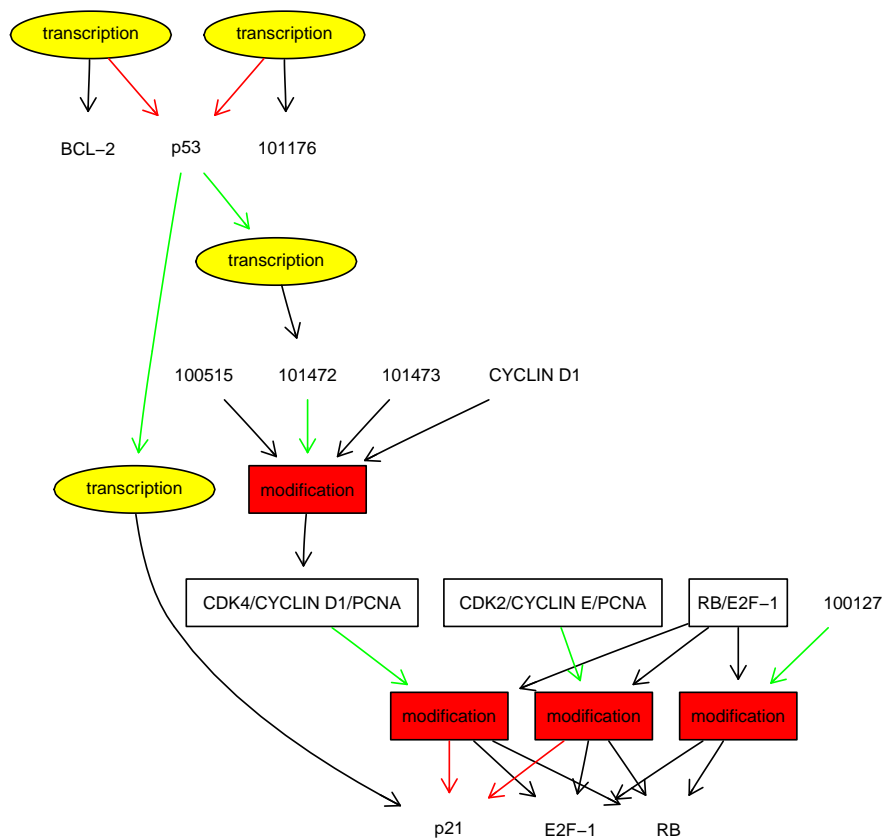 transcription
transcription
BCL–2
p53
101176
transcription
100515
101472
101473
CYCLIN D1
transcription
modification
CDK4/CYCLIN D1/PCNA
CDK2/CYCLIN E/PCNA
RB/E2F–1
100127
modification
modification
modification
p21
E2F–1
RB